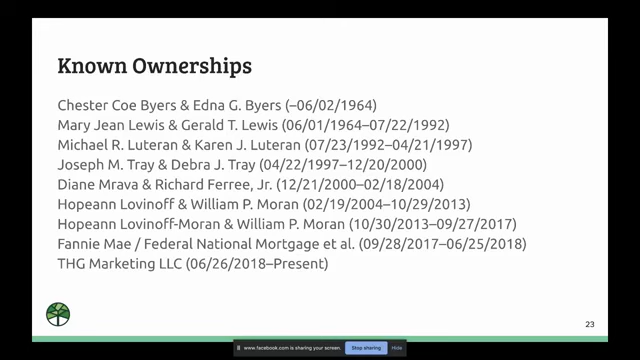 Known Ownerships
Chester Coe Byers & Edna G. Byers (–06/02/1964)
Mary Jean Lewis & Gerald T. Lewis (06/01/1964–07/22/1992)
Michael R. Luteran & Karen J. Luteran (07/23/1992–04/21/1997)
Joseph M. Tray & Debra J. Tray (04/22/1997–12/20/2000)
Diane Mrava & Richard Ferree, Jr. (12/21/2000–02/18/2004)
Hopeann Lovinoff & William P. Moran (02/19/2004–10/29/2013)
Hopeann Lovinoff-Moran & William P. Moran (10/30/2013–09/27/2017)
Fannie Mae / Federal National Mortgage et al. (09/28/2017–06/25/2018)
THG Marketing LLC (06/26/2018–Present)
23
www.facebook.com is sharing your screen. Stop sharing Hide